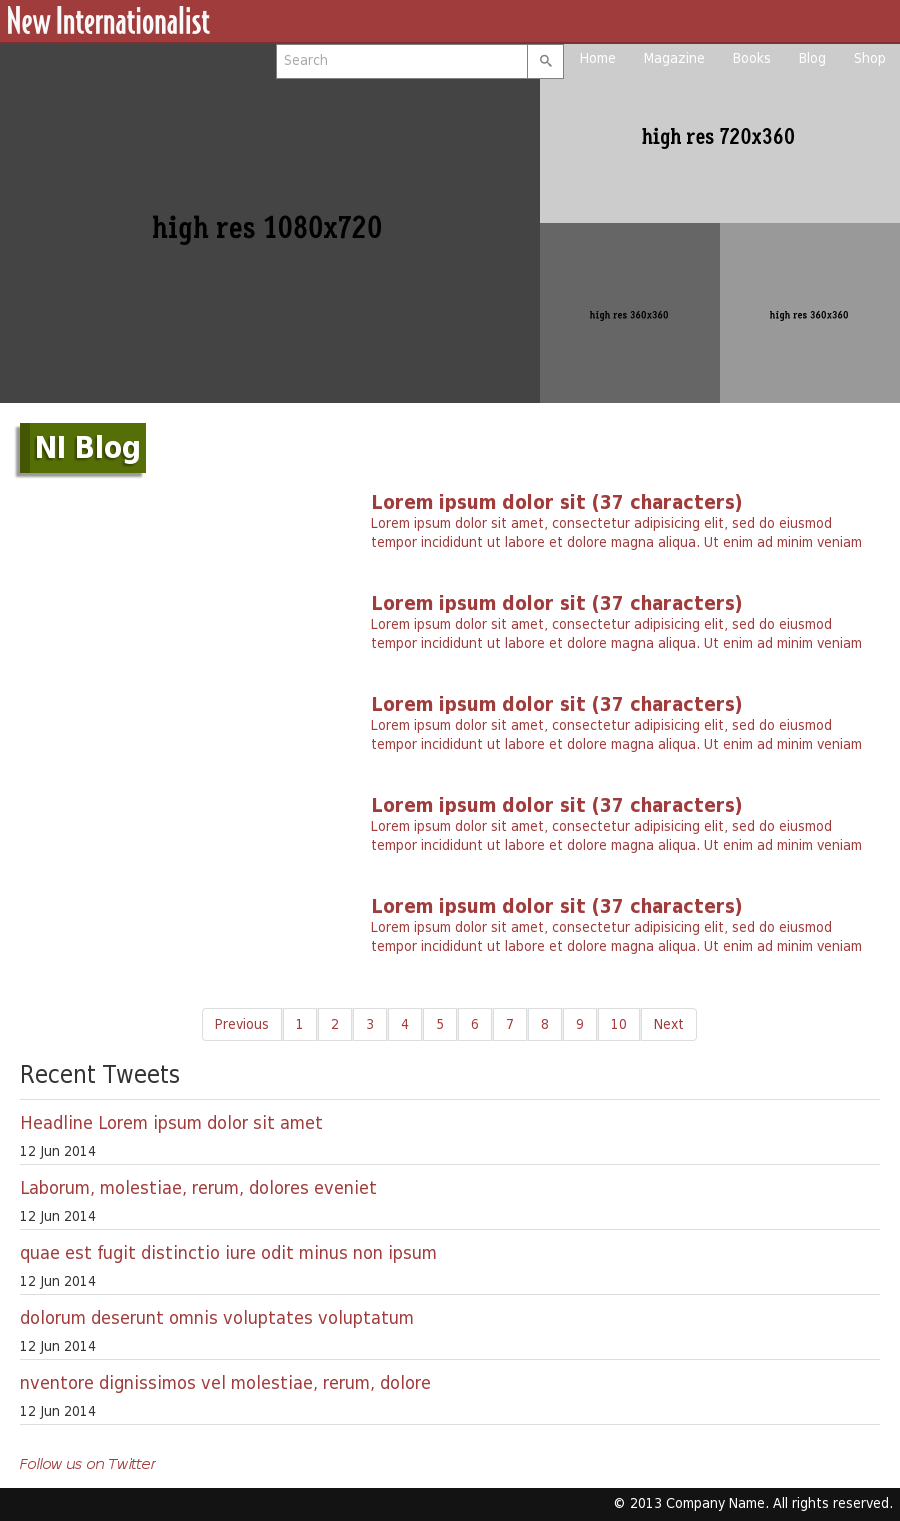 New Internationalist
Search
Home Magazine Books Blog Shop
high res 1080x720
high res 720x360
high res 360x360
high res 360x360
NI Blog
Lorem ipsum dolor sit (37 characters)
Lorem ipsum dolor sit amet, consectetur adipisicing elit, sed do eiusmod
tempor incididunt ut labore et dolore magna aliqua. Ut enim ad minim veniam
Lorem ipsum dolor sit (37 characters)
Lorem ipsum dolor sit amet, consectetur adipisicing elit, sed do eiusmod
tempor incididunt ut labore et dolore magna aliqua. Ut enim ad minim veniam
Lorem ipsum dolor sit (37 characters)
Lorem ipsum dolor sit amet, consectetur adipisicing elit, sed do eiusmod
tempor incididunt ut labore et dolore magna aliqua. Ut enim ad minim veniam
Lorem ipsum dolor sit (37 characters)
Lorem ipsum dolor sit amet, consectetur adipisicing elit, sed do eiusmod
tempor incididunt ut labore et dolore magna aliqua. Ut enim ad minim veniam
Lorem ipsum dolor sit (37 characters)
Lorem ipsum dolor sit amet, consectetur adipisicing elit, sed do eiusmod
tempor incididunt ut labore et dolore magna aliqua. Ut enim ad minim veniam
Previous 1 2 3 4 5 6 7 8 9 10 Next
Recent Tweets
Headline Lorem ipsum dolor sit amet
12 Jun 2014
Laborum, molestiae, rerum, dolores eveniet
12 Jun 2014
quae est fugit distinctio iure odit minus non ipsum
12 Jun 2014
dolorum deserunt omnis voluptates voluptatum
12 Jun 2014
nventore dignissimos vel molestiae, rerum, dolore
12 Jun 2014
Follow us on Twitter
© 2013 Company Name. All rights reserved.